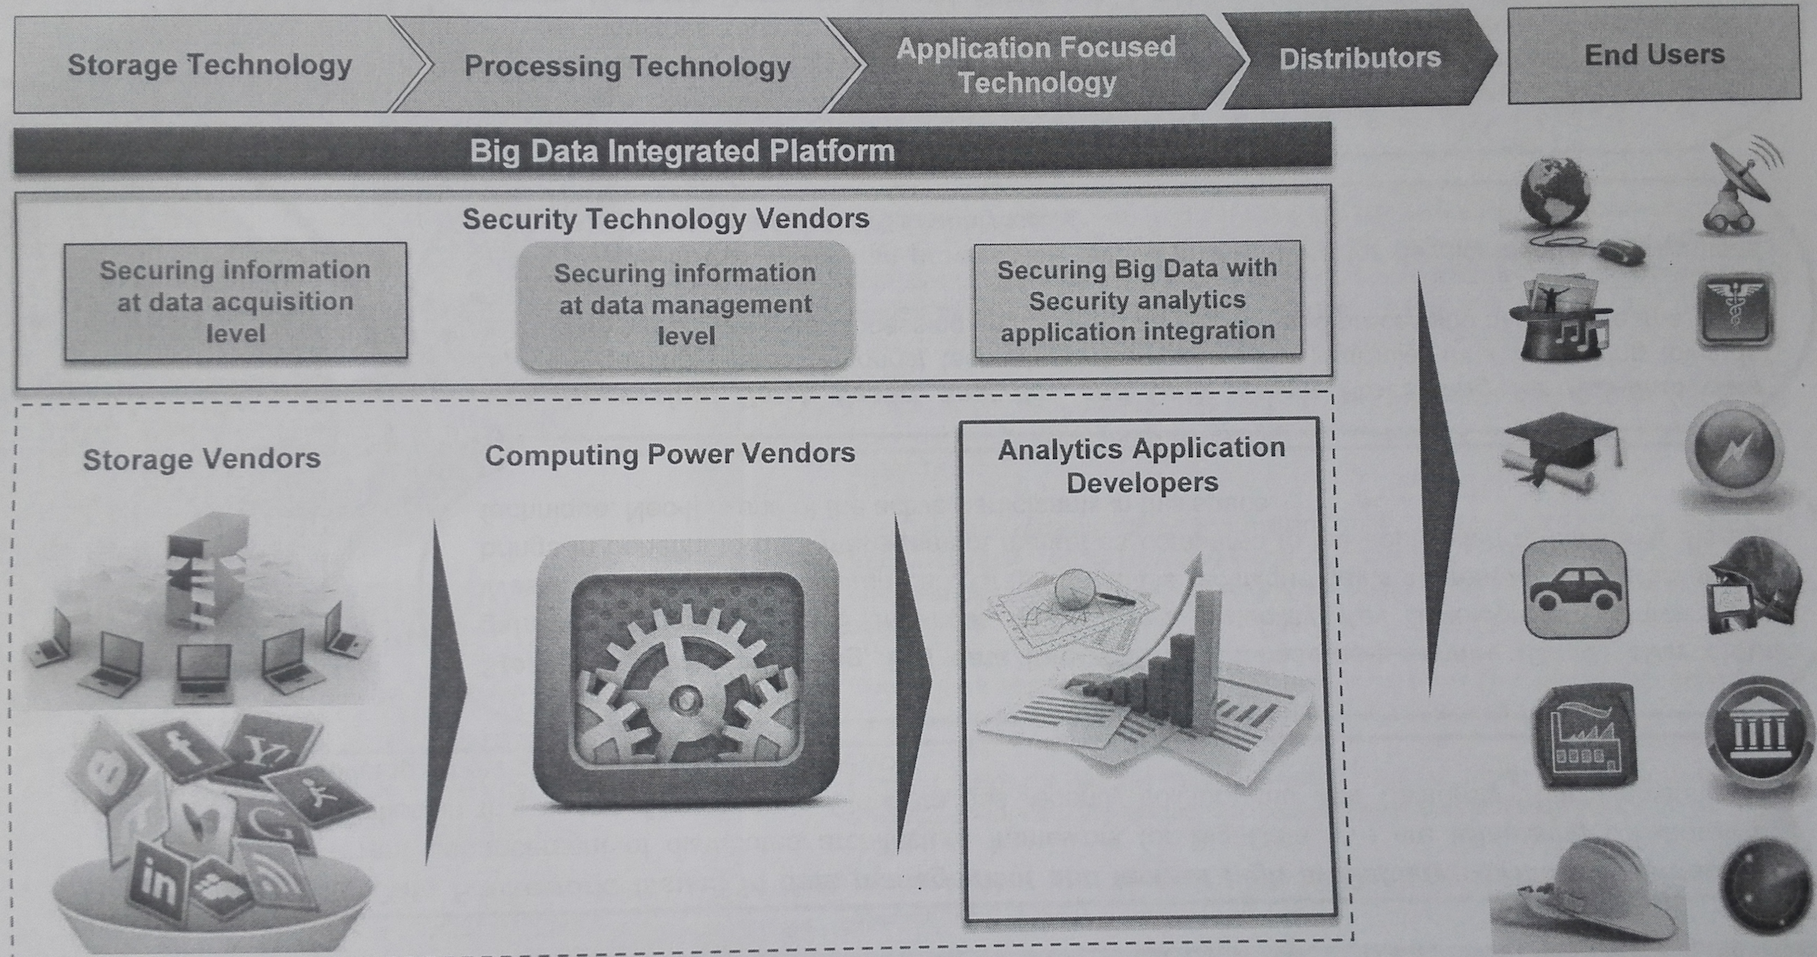 Storage Technology
Processing Technology
Application Focused
Technology
Distributors
End Users
Big Data Integrated Platform
Security Technology Vendors
Securing information
at data acquisition
level
Securing information
at data management
level
Securing Big Data with
Security analytics
application integration
Storage Vendors
Computing Power Vendors
Analytics Application
Developers
B
f
Y!
G
in